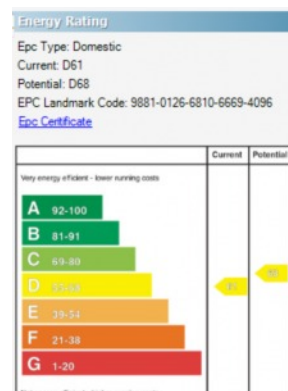 Energy Rating
Epc Type: Domestic
Current: D61
Potential: D68
EPC Landmark Code: 9881-0126-6810-6669-4096
Epc Certificate
Current Potential
Very energy efficient - lower running costs
A 92-100
B 81-91
C 69-80
D 55-68
E 39-54
F 21-38
G 1-20